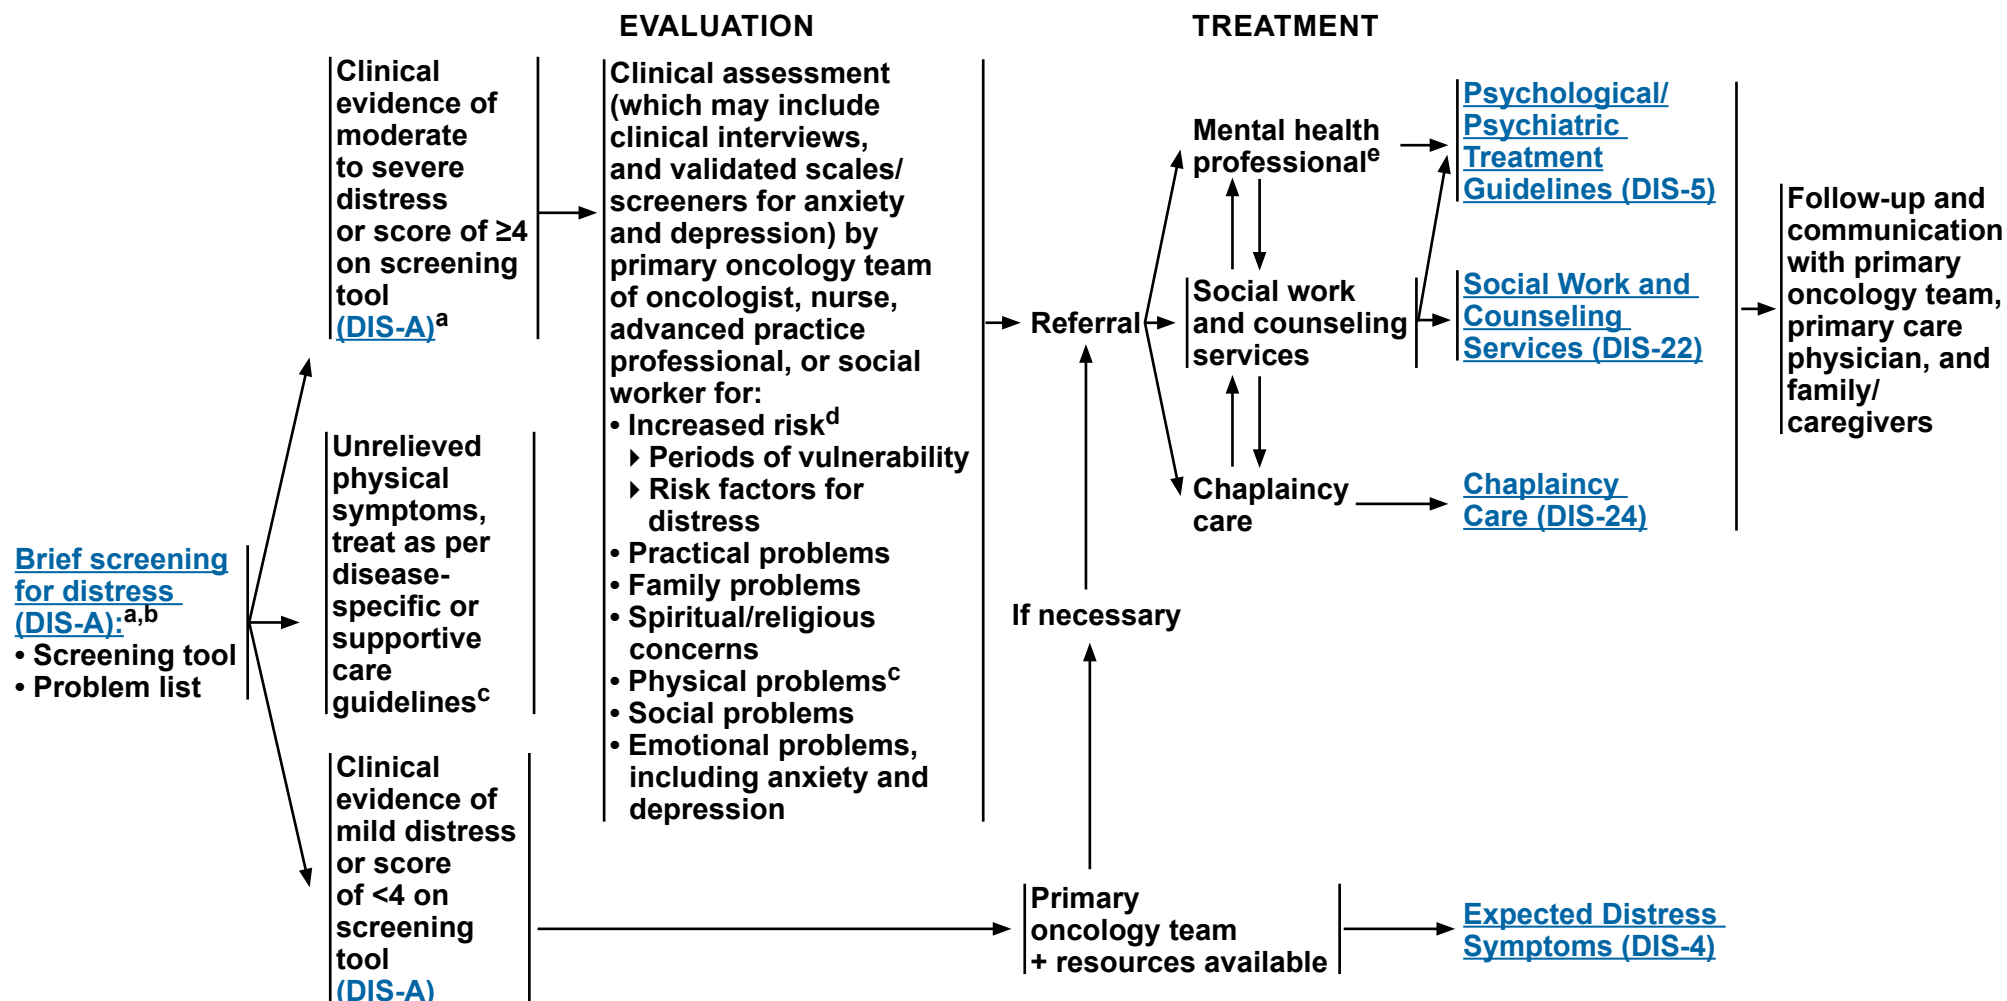 EVALUATION
TREATMENT
Brief screening
for distress
(DIS-A):a,b
• Screening tool
• Problem list
Clinical
evidence of
moderate
to severe
distress
or score of ≥4
on screening
tool
(DIS-A)a
Unrelieved
physical
symptoms,
treat as per
disease-
specific or
supportive
care
guidelinesc
Clinical
evidence of
mild distress
or score
of <4 on
screening
tool
(DIS-A)
Clinical assessment
(which may include
clinical interviews,
and validated scales/
screeners for anxiety
and depression) by
primary oncology team
of oncologist, nurse,
advanced practice
professional, or social
worker for:
• Increased riskd
‣ Periods of vulnerability
‣ Risk factors for
distress
• Practical problems
• Family problems
• Spiritual/religious
concerns
• Physical problemsc
• Social problems
• Emotional problems,
including anxiety and
depression
Referral
If necessary
Primary
oncology team
+ resources available
Mental health
professionale
Social work
and counseling
services
Chaplaincy
care
Psychological/
Psychiatric
Treatment
Guidelines (DIS-5)
Social Work and
Counseling
Services (DIS-22)
Chaplaincy
Care (DIS-24)
Expected Distress
Symptoms (DIS-4)
Follow-up and
communication
with primary
oncology team,
primary care
physician, and
family/
caregivers